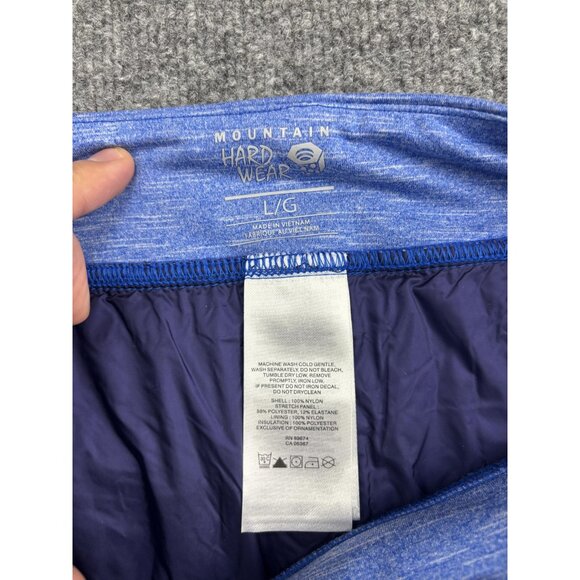 MOUNTAIN
HARD
WEAR
L/G
MADE IN VIETNAM
FABRIQUÉ AU VIETNAM
MACHINE WASH COLD GENTLE,
WASH SEPARATELY, DO NOT BLEACH,
TUMBLE DRY LOW, REMOVE
PROMPTLY, IRON LOW,
IF PRESENT DO NOT IRON DECAL,
DO NOT DRYCLEAN
SHELL : 100% NYLON
STRETCH PANEL :
88% POLYESTER, 12% ELASTANE
LINING : 100% NYLON
INSULATION : 100% POLYESTER
EXCLUSIVE OF ORNAMENTATION
RN 69674
CA 05367